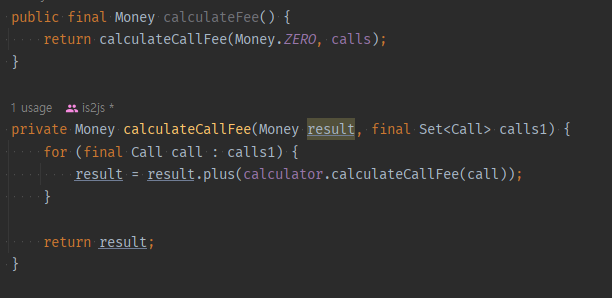 public final Money calculateFee() {
    return calculateCallFee(Money.ZERO, calls);
}
1 usage is2js *
private Money calculateCallFee(Money result, final Set<Call> calls1) {
    for (final Call call : calls1) {
        result = result.plus(calculator.calculateCallFee(call));
    }
    return result;
}